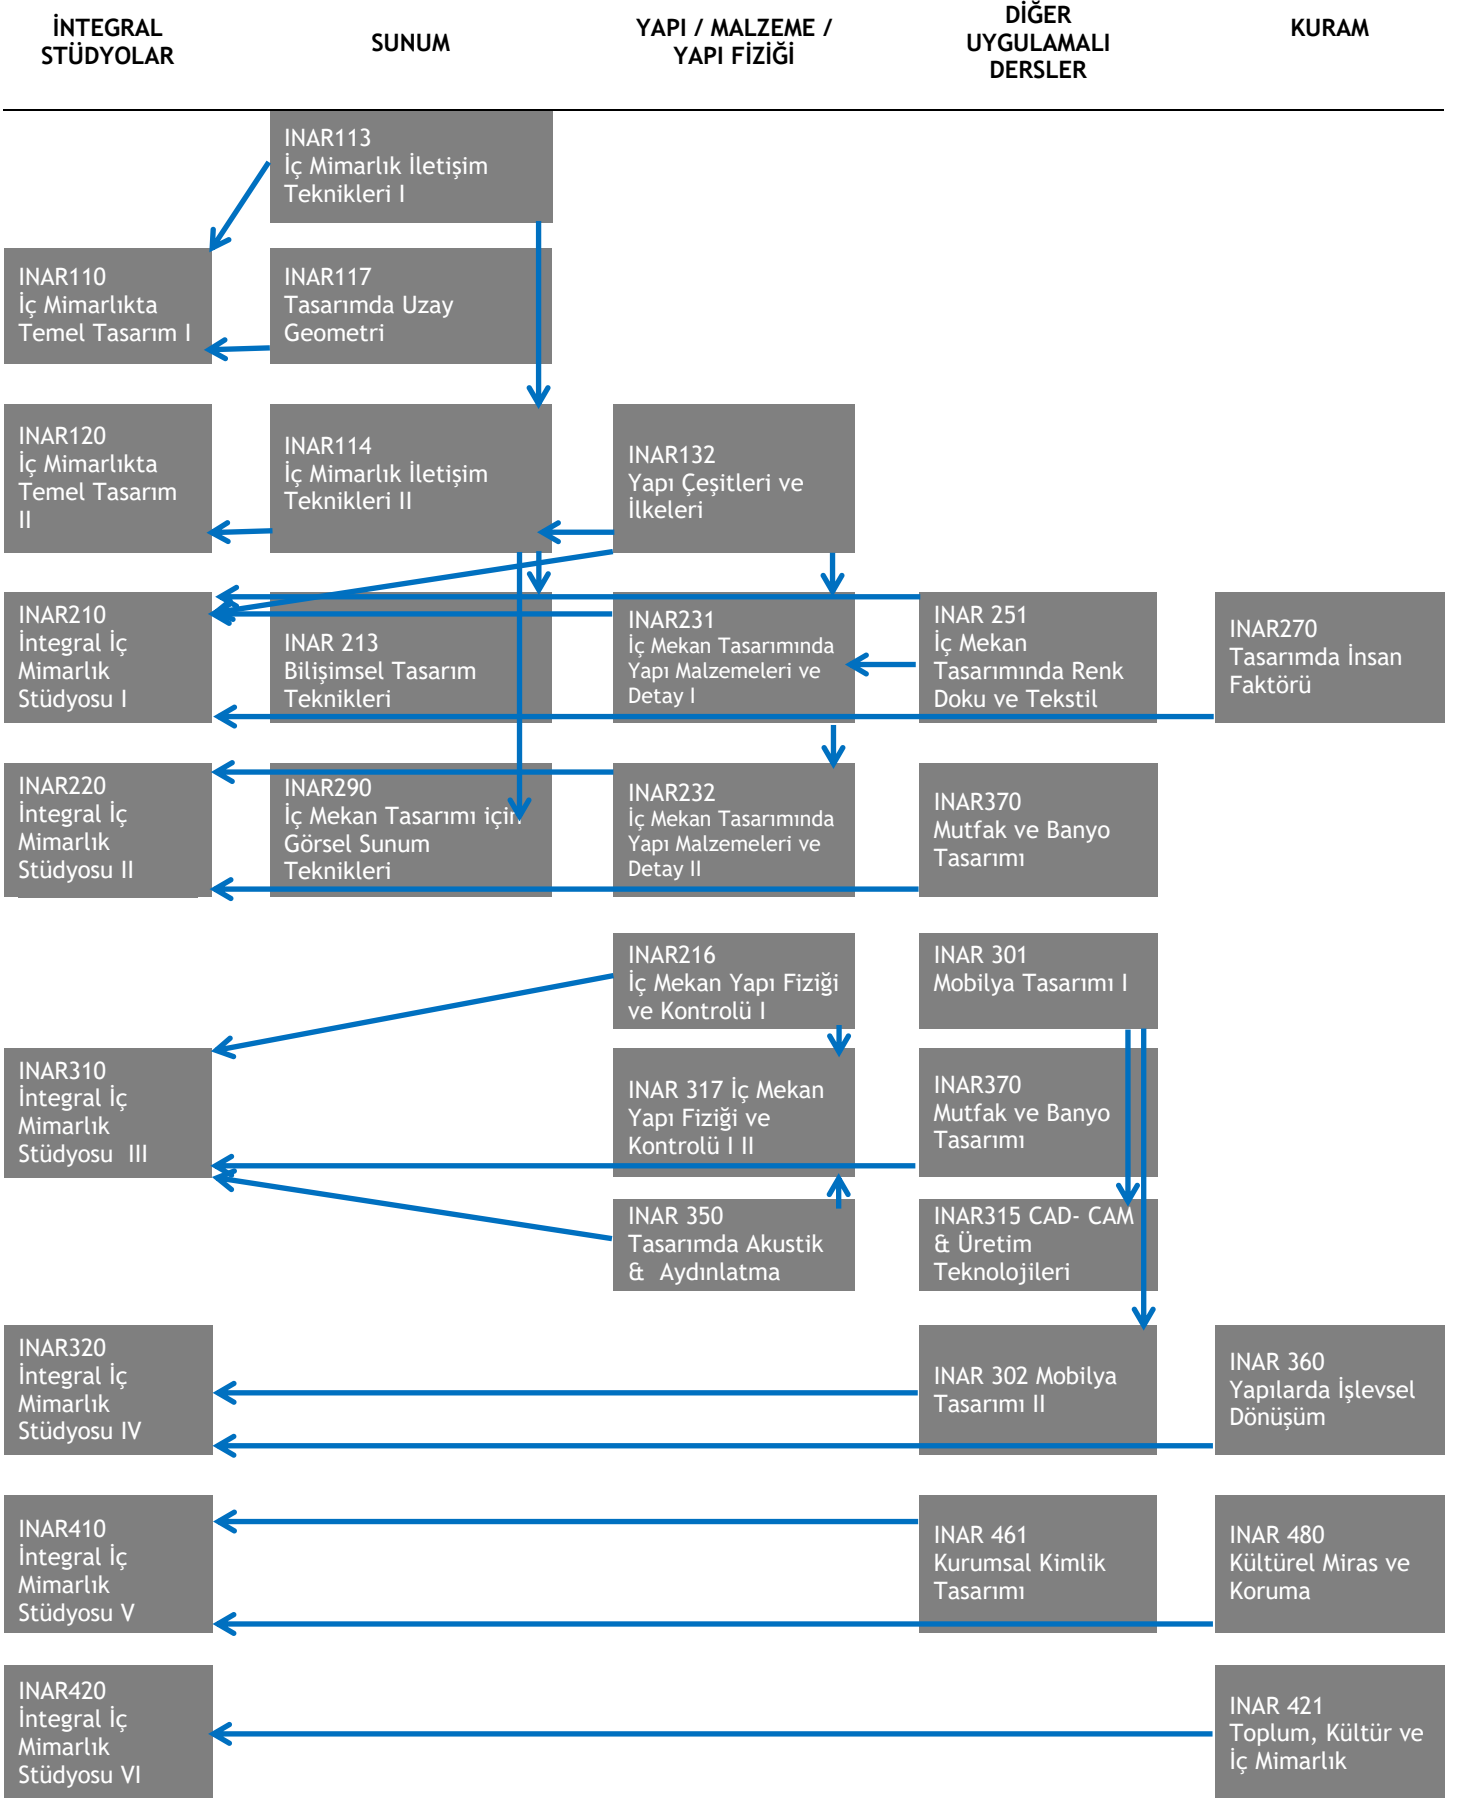 İNTEGRAL
STÜDYOLAR
SUNUM
YAPI / MALZEME /
YAPI FİZİĞİ
DİĞER
UYGULAMALI
DERSLER
KURAM
INAR113
İç Mimarlık İletişim
Teknikleri I
INAR110
İç Mimarlıkta
Temel Tasarım I
INAR117
Tasarımda Uzay
Geometri
INAR120
İç Mimarlıkta
Temel Tasarım
II
INAR114
İç Mimarlık İletişim
Teknikleri II
INAR132
Yapı Çeşitleri ve
İlkeleri
INAR210
İntegral İç
Mimarlık
Stüdyosu I
INAR 213
Bilişimsel Tasarım
Teknikleri
INAR231
İç Mekan Tasarımında
Yapı Malzemeleri ve
Detay I
INAR 251
İç Mekan
Tasarımında Renk
Doku ve Tekstil
INAR270
Tasarımda İnsan
Faktörü
INAR220
İntegral İç
Mimarlık
Stüdyosu II
INAR290
İç Mekan Tasarımı için
Görsel Sunum
Teknikleri
INAR232
İç Mekan Tasarımında
Yapı Malzemeleri ve
Detay II
INAR370
Mutfak ve Banyo
Tasarımı
INAR216
İç Mekan Yapı Fiziği
ve Kontrolü I
INAR 301
Mobilya Tasarımı I
INAR310
İntegral İç
Mimarlık
Stüdyosu  III
INAR 317 İç Mekan
Yapı Fiziği ve
Kontrolü I II
INAR370
Mutfak ve Banyo
Tasarımı
INAR 350
Tasarımda Akustik
&  Aydınlatma
INAR315 CAD- CAM
& Üretim
Teknolojileri
INAR320
İntegral İç
Mimarlık
Stüdyosu IV
INAR 302 Mobilya
Tasarımı II
INAR 360
Yapılarda İşlevsel
Dönüşüm
INAR410
İntegral İç
Mimarlık
Stüdyosu V
INAR 461
Kurumsal Kimlik
Tasarımı
INAR 480
Kültürel Miras ve
Koruma
INAR420
İntegral İç
Mimarlık
Stüdyosu VI
INAR 421
Toplum, Kültür ve
İç Mimarlık